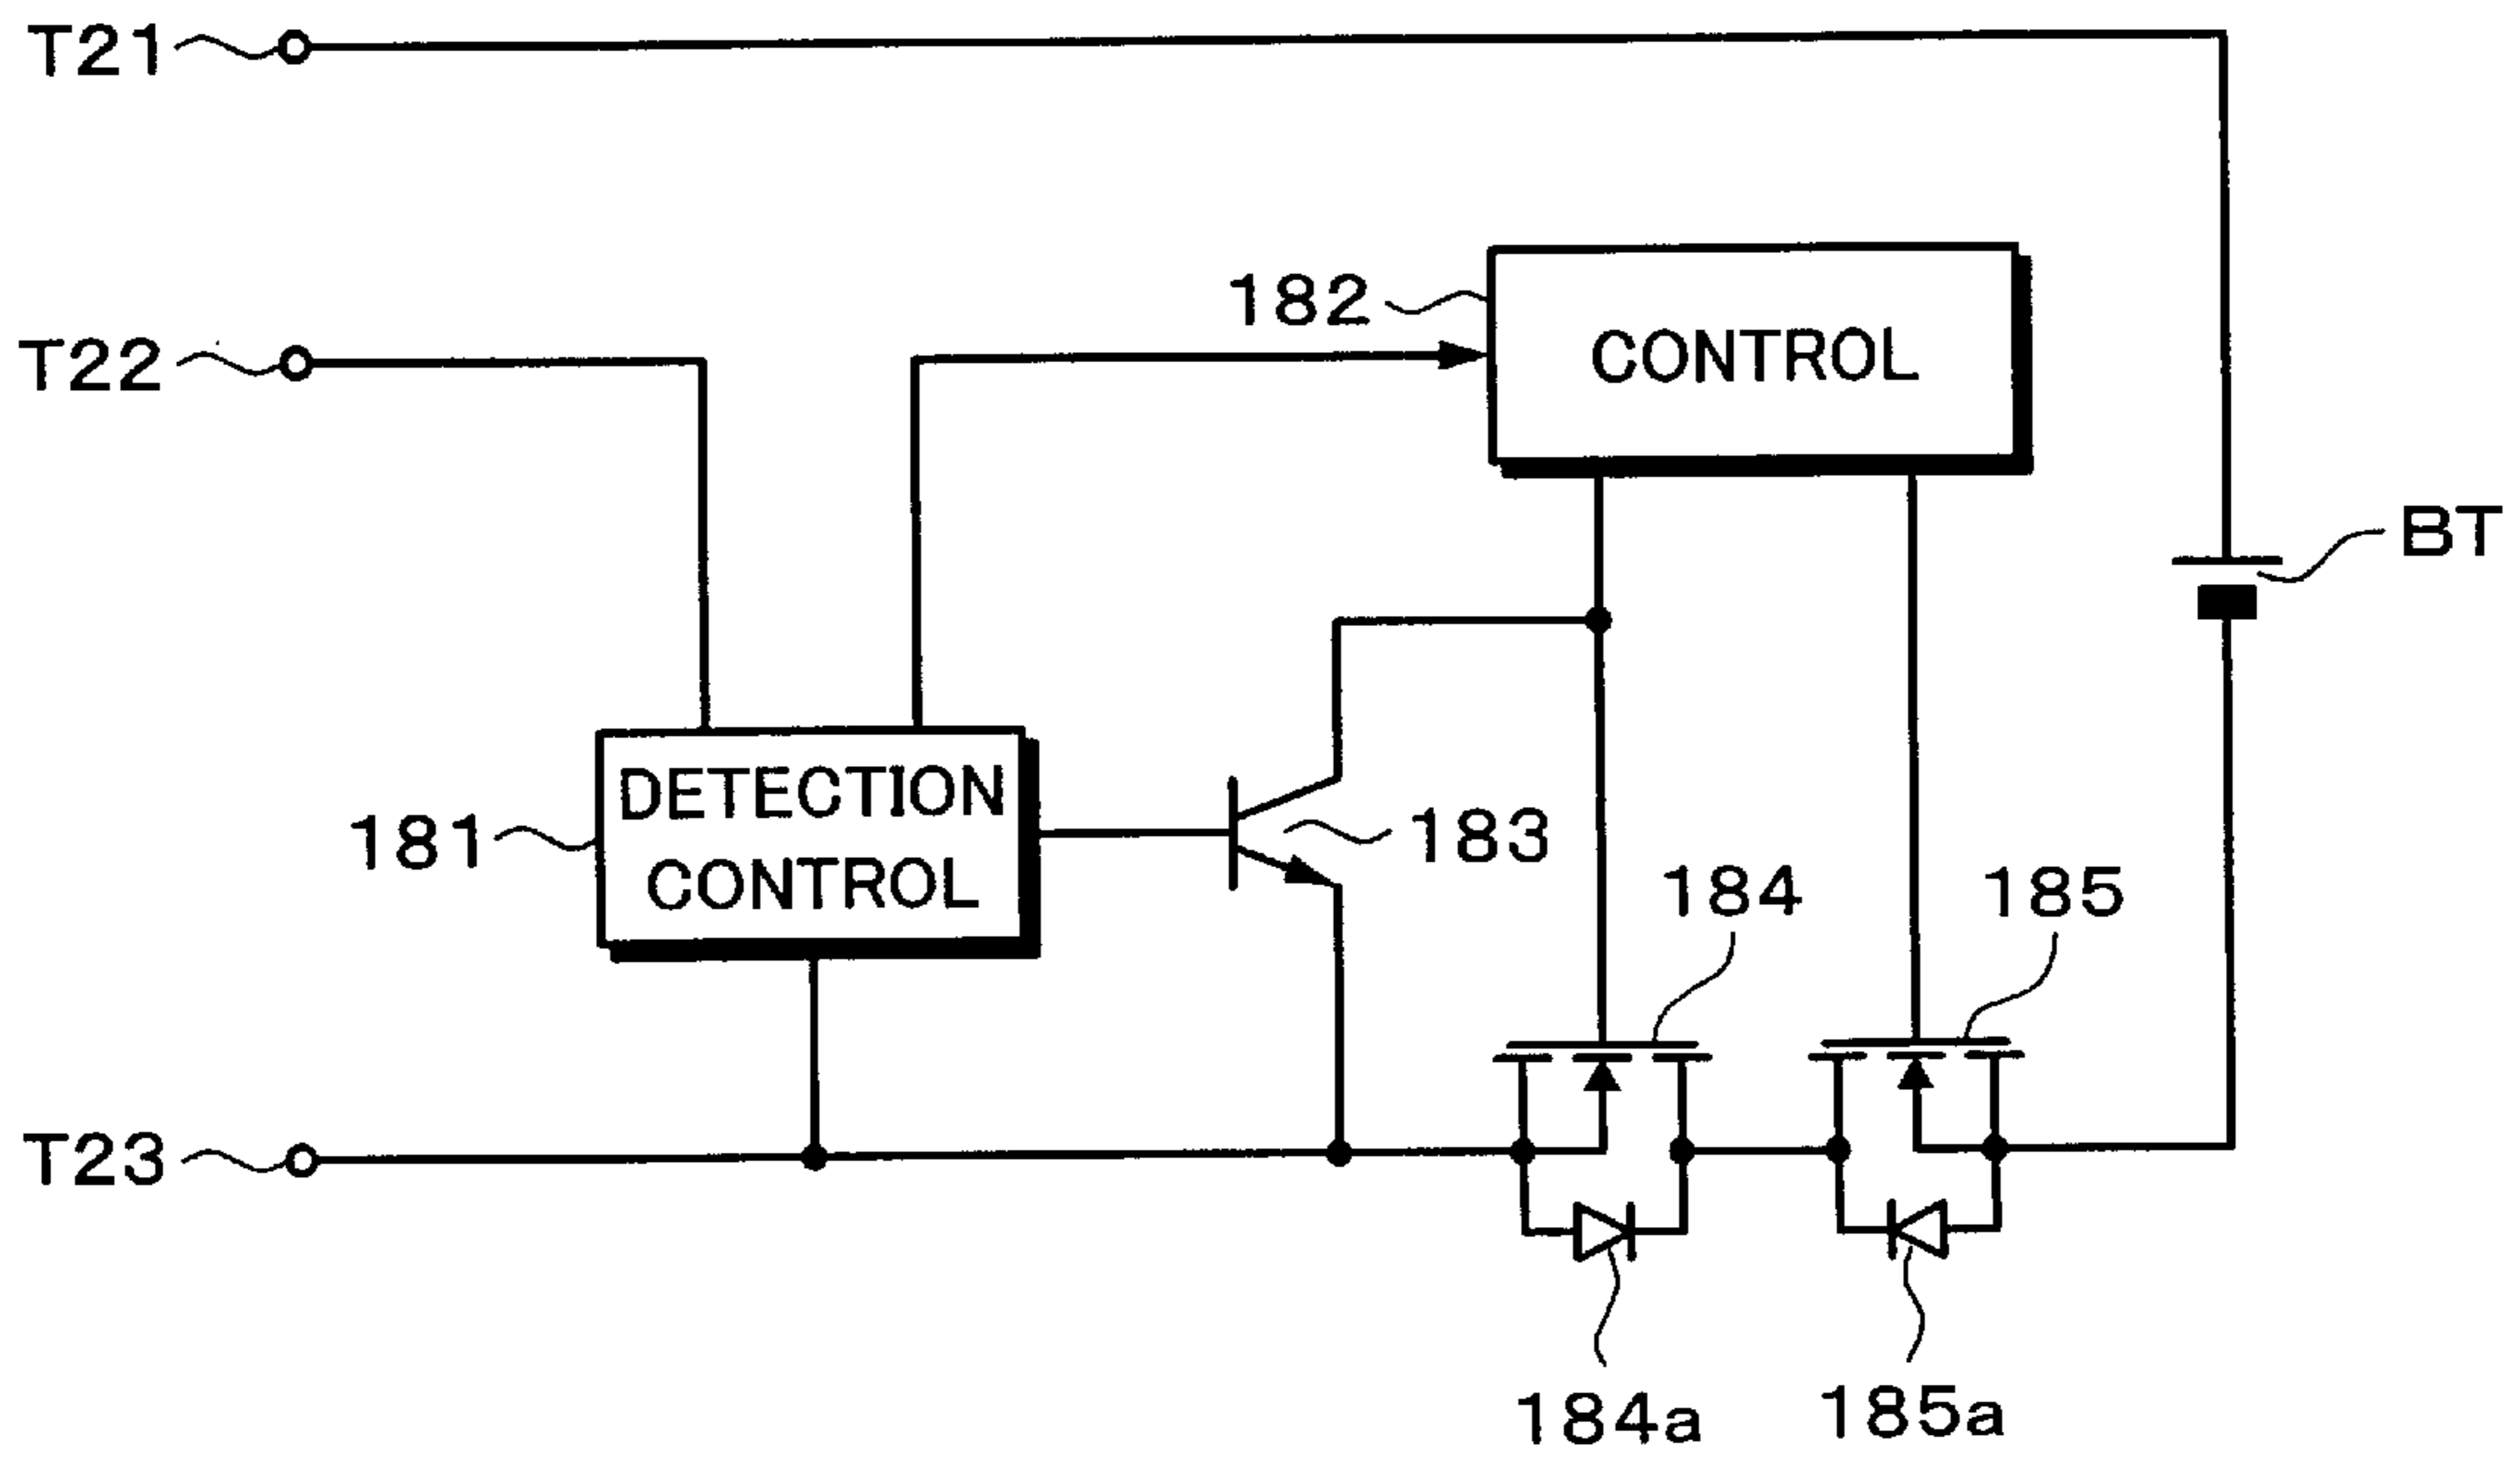 T21
182
CONTROL
T22
BT
DETECTION
CONTROL
181
183
184
185
T23
184a
185a